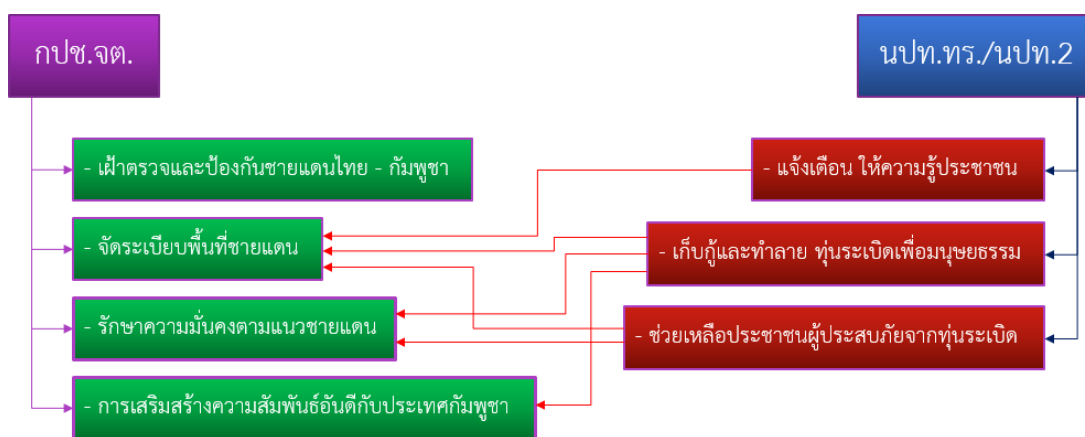 กปช.จต.
นปท.ทร./นปท.2
- เฝ้าตรวจและป้องกันชายแดนไทย - กัมพูชา
- แจ้งเตือน ให้ความรู้ประชาชน
- จัดระเบียบพื้นที่ชายแดน
- เก็บกู้และทำลาย ทุ่นระเบิดเพื่อมนุษยธรรม
- รักษาความมั่นคงตามแนวชายแดน
- ช่วยเหลือประชาชนผู้ประสบภัยจากทุ่นระเบิด
- การเสริมสร้างความสัมพันธ์อันดีกับประเทศกัมพูชา